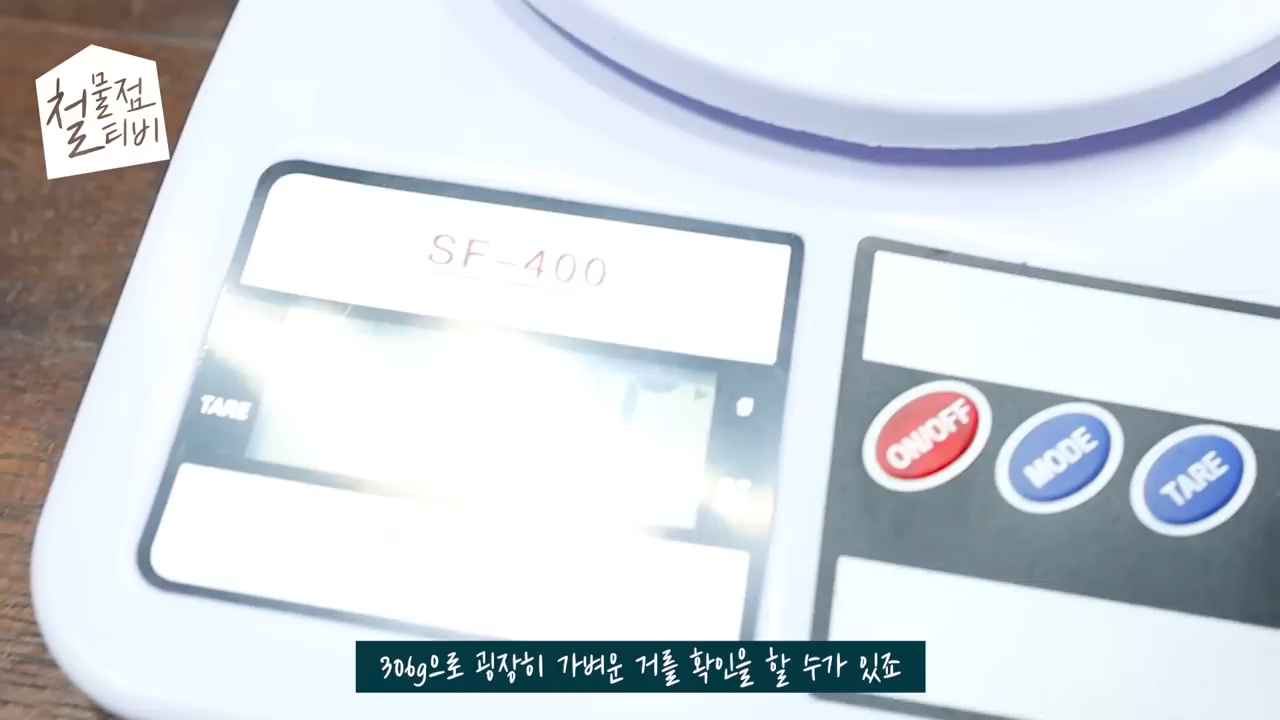 철물점
티비
SF-400
TARE
g
OZ
ON/OFF
MODE
TARE
306g으로 굉장히 가벼운 거를 확인을 할 수가 있죠